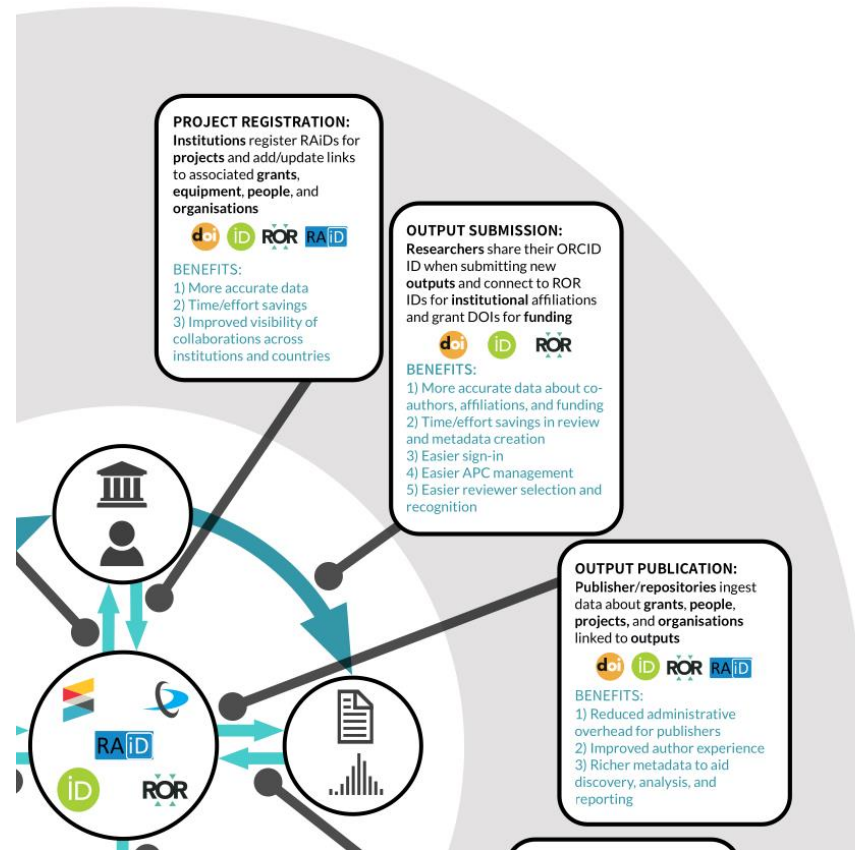 PROJECT REGISTRATION:
Institutions register RAiDs for
projects and add/update links
to associated grants,
equipment, people, and
organisations
doi iD ROR RAiD
BENEFITS:
1) More accurate data
2) Time/effort savings
3) Improved visibility of
collaborations across
institutions and countries
OUTPUT SUBMISSION:
Researchers share their ORCID
ID when submitting new
outputs and connect to ROR
IDs for institutional affiliations
and grant DOIs for funding
doi iD ROR
BENEFITS:
1) More accurate data about co-
authors, affiliations, and funding
2) Time/effort savings in review
and metadata creation
3) Easier sign-in
4) Easier APC management
5) Easier reviewer selection and
recognition
OUTPUT PUBLICATION:
Publisher/repositories ingest
data about grants, people,
projects, and organisations
linked to outputs
doi iD ROR RAiD
BENEFITS:
1) Reduced administrative
overhead for publishers
2) Improved author experience
3) Richer metadata to aid
discovery, analysis, and
reporting
RAiD
iD ROR